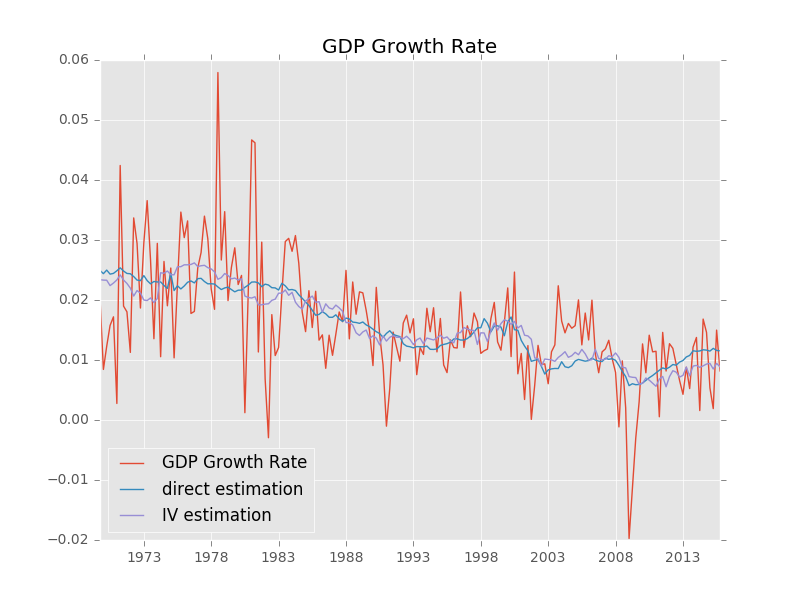 GDP Growth Rate
0.06
0.05
0.04
0.03
0.02
0.01
0.00
−0.01
−0.02
GDP Growth Rate
direct estimation
IV estimation
1973 1978 1983 1988 1993 1998 2003 2008 2013